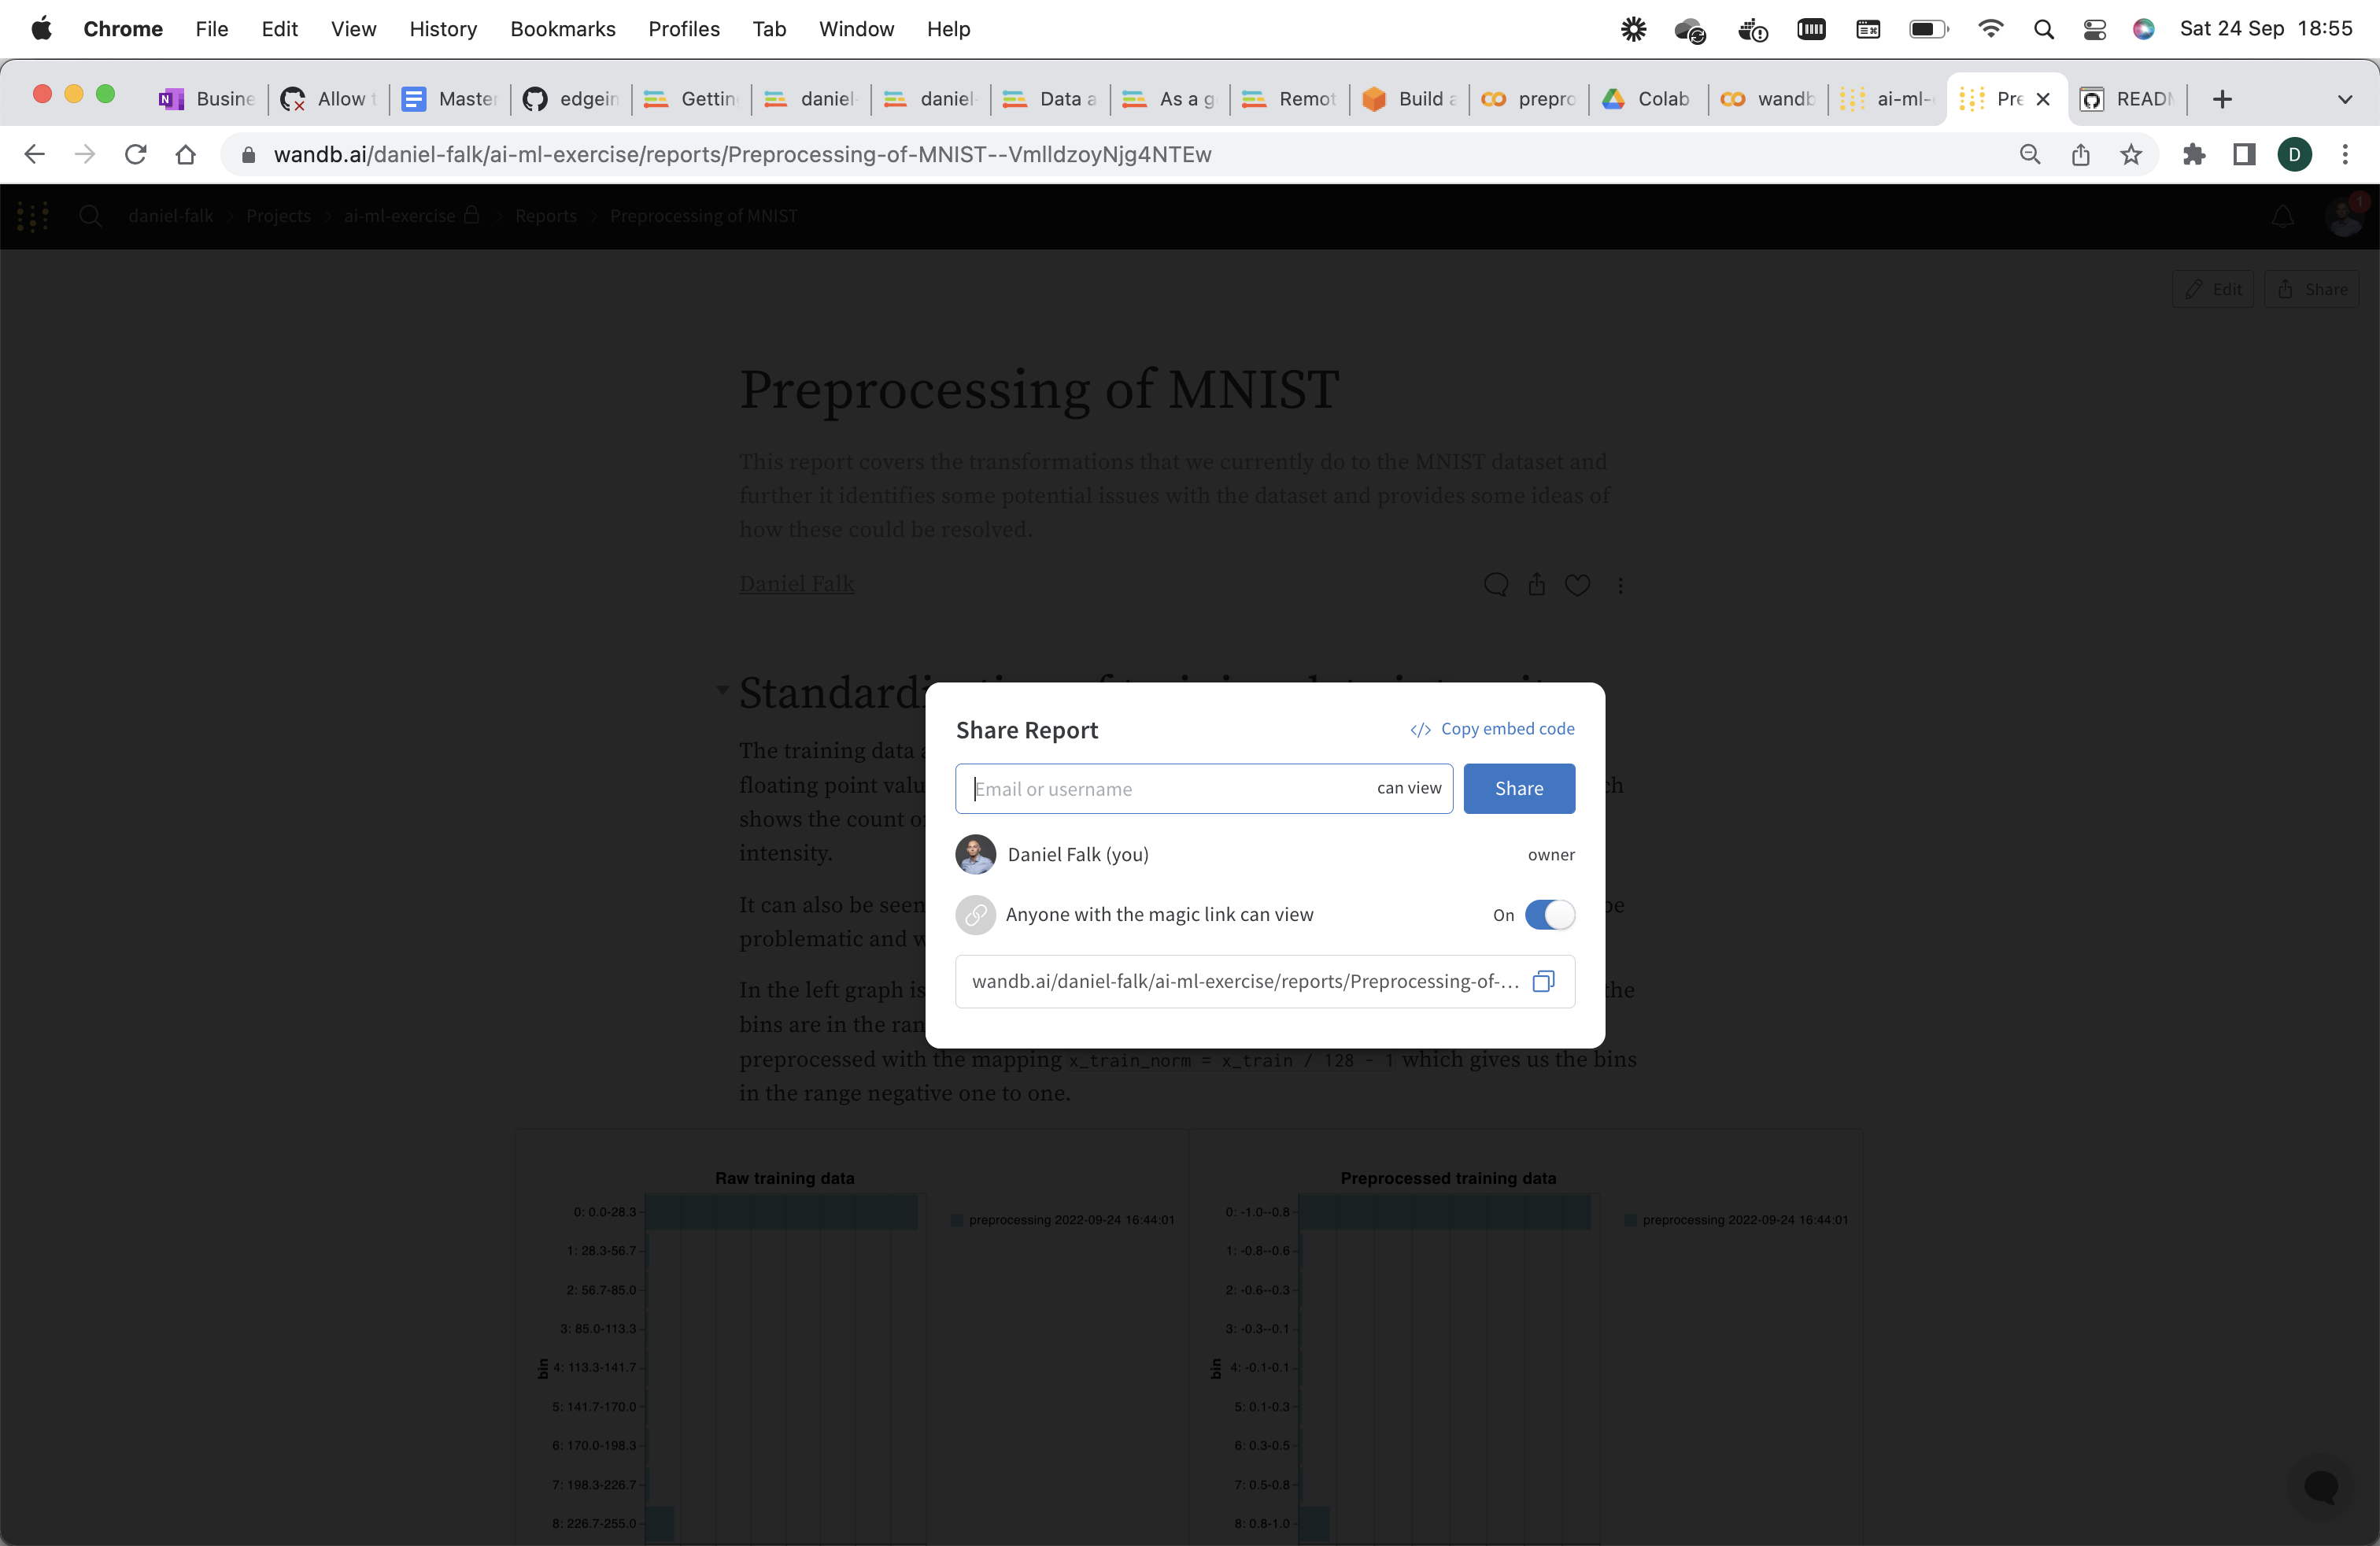 Chrome File Edit View History Bookmarks Profiles Tab Window Help Sat 24 Sep 18:55
Busine Allow t Master edgein Getting daniel- daniel- Data a As a g Remot Build a prepro Colab wandb ai-ml- Pre READ
wandb.ai/daniel-falk/ai-ml-exercise/reports/Preprocessing-of-MNIST--VmlldzoyNjg4NTEw D
daniel-falk > Projects > ai-ml-exercise > Reports > Preprocessing of MNIST 1
Edit Share
Preprocessing of MNIST
This report covers the transformations that we currently do to the MNIST dataset and
further it identifies some potential issues with the dataset and provides some ideas of
how these could be resolved.
Daniel Falk
Share Report
</> Copy embed code
Email or username can view Share
Daniel Falk (you) owner
Anyone with the magic link can view On
wandb.ai/daniel-falk/ai-ml-exercise/reports/Preprocessing-of-...
The training data
floating point
shows the count
intensity.
It can also be seen
problematic and
In the left graph is
bins are in the
preprocessed with the mapping x_train_norm = x_train / 128 - 1 which gives us the bins
in the range negative one to one.
Raw training data
preprocessing 2022-09-24 16:44:01
bin
0: 0.0-28.3
1: 28.3-56.7
2: 56.7-85.0
3: 85.0-113.3
4: 113.3-141.7
5: 141.7-170.0
6: 170.0-198.3
7: 198.3-226.7
8: 226.7-255.0
Preprocessed training data
preprocessing 2022-09-24 16:44:01
bin
0: -1.0--0.8
1: -0.8--0.6
2: -0.6--0.3
3: -0.3--0.1
4: -0.1-0.1
5: 0.1-0.3
6: 0.3-0.5
7: 0.5-0.8
8: 0.8-1.0